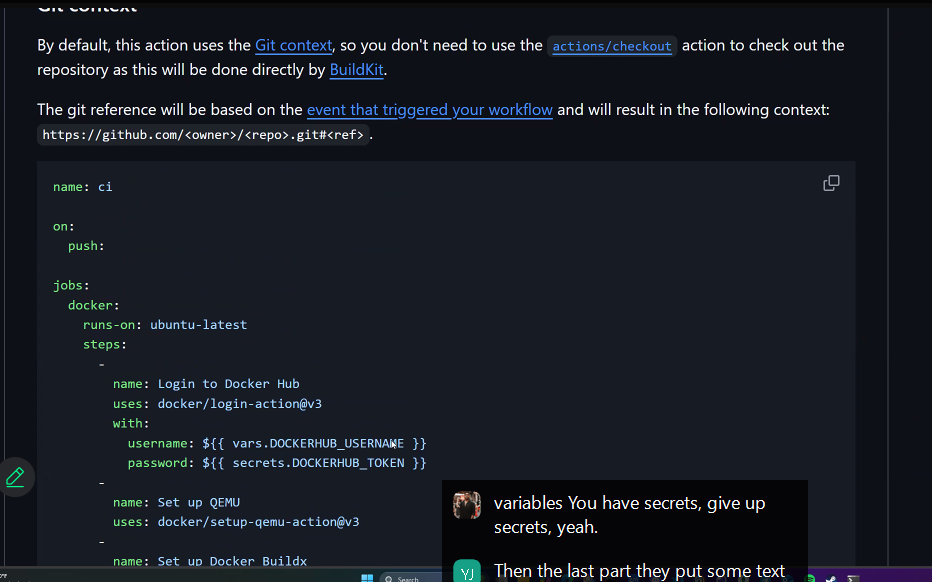 Git context
By default, this action uses the Git context, so you don't need to use the actions/checkout action to check out the
repository as this will be done directly by BuildKit.
The git reference will be based on the event that triggered your workflow and will result in the following context:
https://github.com/<owner>/<repo>.git#<ref> .
name: ci
on:
push:
jobs:
docker:
runs-on: ubuntu-latest
steps:
-
name: Login to Docker Hub
uses: docker/login-action@v3
with:
username: ${{ vars.DOCKERHUB_USERNAME }}
password: ${{ secrets.DOCKERHUB_TOKEN }}
-
name: Set up QEMU
uses: docker/setup-qemu-action@v3
-
name: Set up Docker Buildx
variables You have secrets, give up
secrets, yeah.
YJ
Then the last part they put some text
Search